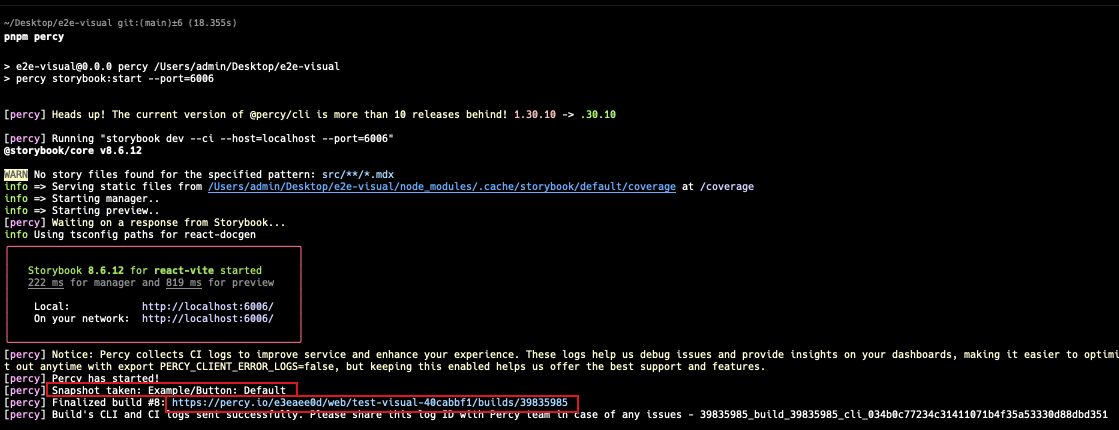 ~/Desktop/e2e-visual git:(main)±6 (18.355s)
pnpm percy
> e2e-visual@0.0.0 percy /Users/admin/Desktop/e2e-visual
> percy storybook:start --port=6006
[percy] Heads up! The current version of @percy/cli is more than 10 releases behind! 1.30.10 -> .30.10
[percy] Running "storybook dev --ci --host=localhost --port=6006"
@storybook/core v8.6.12
WARN No story files found for the specified pattern: src/**/*.mdx
info => Serving static files from /Users/admin/Desktop/e2e-visual/node_modules/.cache/storybook/default/coverage at /coverage
info => Starting manager..
info => Starting preview..
[percy] Waiting on a response from Storybook...
info Using tsconfig paths for react-docgen
Storybook 8.6.12 for react-vite started
222 ms for manager and 819 ms for preview
Local: http://localhost:6006/
On your network: http://localhost:6006/
[percy] Notice: Percy collects CI logs to improve service and enhance your experience. These logs help us debug issues and provide insights on your dashboards, making it easier to optimi
t out anytime with export PERCY_CLIENT_ERROR_LOGS=false, but keeping this enabled helps us offer the best support and features.
[percy] Percy has started!
[percy] Snapshot taken: Example/Button: Default
[percy] Finalized build #8: https://percy.io/e3eaee0d/web/test-visual-40cabbf1/builds/39835985
[percy] Build's CLI and CI logs sent successfully. Please share this log ID with Percy team in case of any issues - 39835985_build_39835985_cli_034b0c77234c31411071b4f35a53330d88dbd351